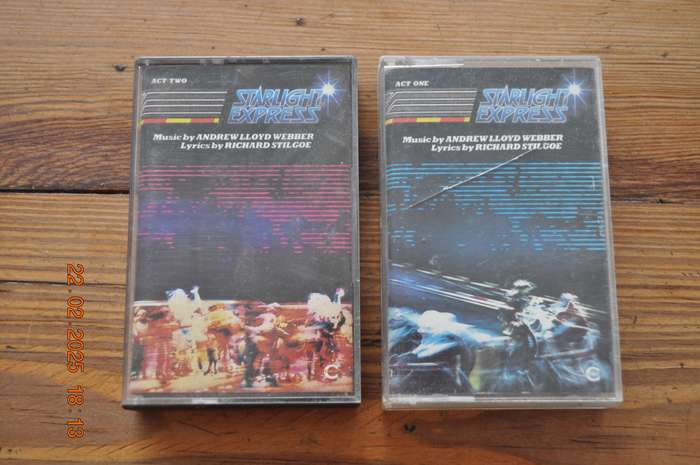 ACT TWO
STARLIGHT
EXPRESS
Music by ANDREW LLOYD WEBBER
Lyrics by RICHARD STILGOE
ACT ONE
STARLIGHT
EXPRESS
Music by ANDREW LLOYD WEBBER
Lyrics by RICHARD STILGOE
22.02.2025 18:13